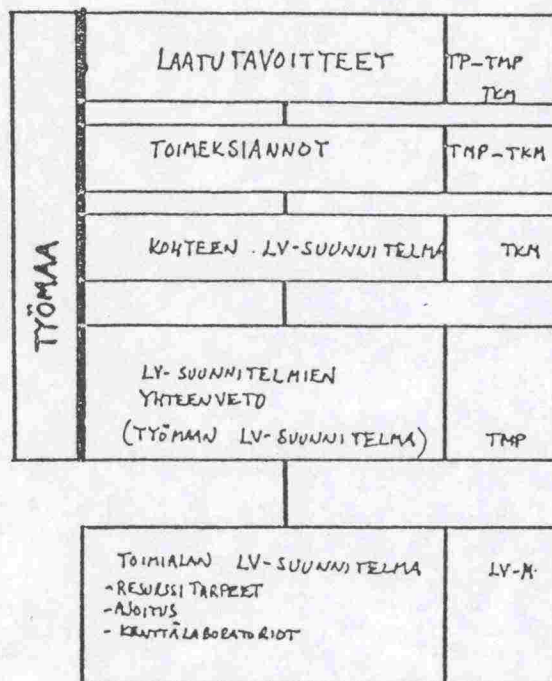 TYÖMAA
LAATUTAVOITTEET
TP-TMP
TKM
TOIMEKSIANNOT
TMP-TKM
KOHTEEN LV-SUUNNITELMA
TKM
LV-SUUNNITELMIEN
YHTEENVETO
(TYÖMAAN LV-SUUNNITELMA)
TMP
TOIMIALAN LV-SUUNNITELMA
LV-M.
-RESURSSITARPEET
-AJOITUS
-KENTTÄLABORATORIOT